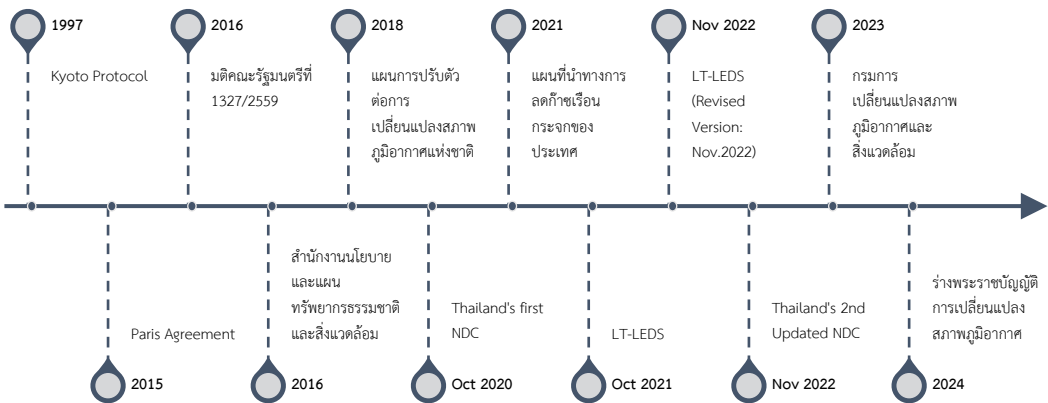 1997
Kyoto Protocol
2016
มติคณะรัฐมนตรีที่
1327/2559
2018
แผนการปรับตัว
ต่อการ
เปลี่ยนแปลงสภาพ
ภูมิอากาศแห่งชาติ
2021
แผนที่นำทางการ
ลดก๊าซเรือน
กระจกของ
ประเทศ
Nov 2022
LT-LEDS
(Revised
Version:
Nov.2022)
2023
กรมการ
เปลี่ยนแปลงสภาพ
ภูมิอากาศและ
สิ่งแวดล้อม
Paris Agreement
2015
สำนักงานนโยบาย
และแผน
ทรัพยากรธรรมชาติ
และสิ่งแวดล้อม
2016
Thailand's first
NDC
Oct 2020
LT-LEDS
Oct 2021
Thailand's 2nd
Updated NDC
Nov 2022
ร่างพระราชบัญญัติ
การเปลี่ยนแปลง
สภาพภูมิอากาศ
2024